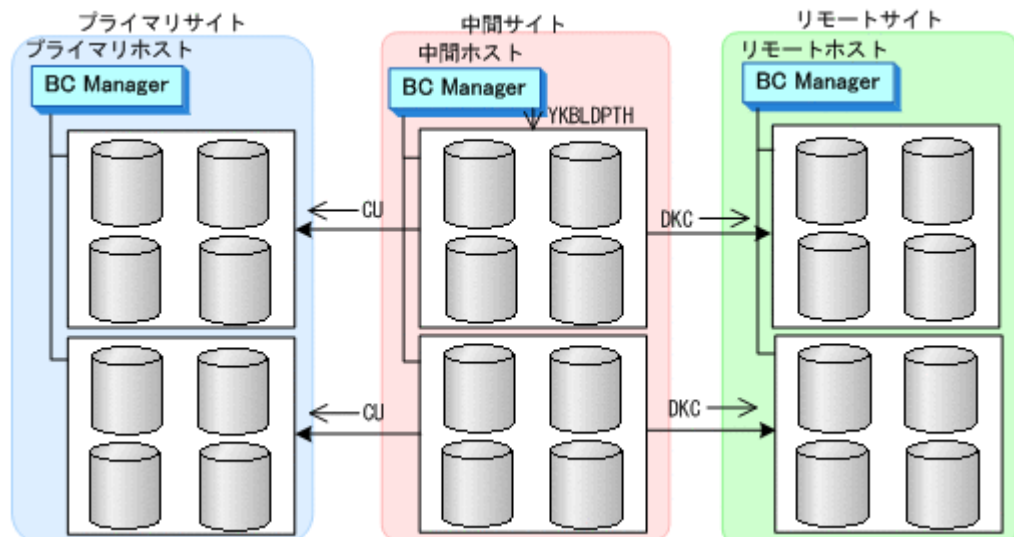 プライマリサイト
中間サイト
リモートサイト
プライマリホスト
中間ホスト
リモートホスト
BC Manager
BC Manager
BC Manager
YKBLDPTH
CU
DKC
CU
DKC